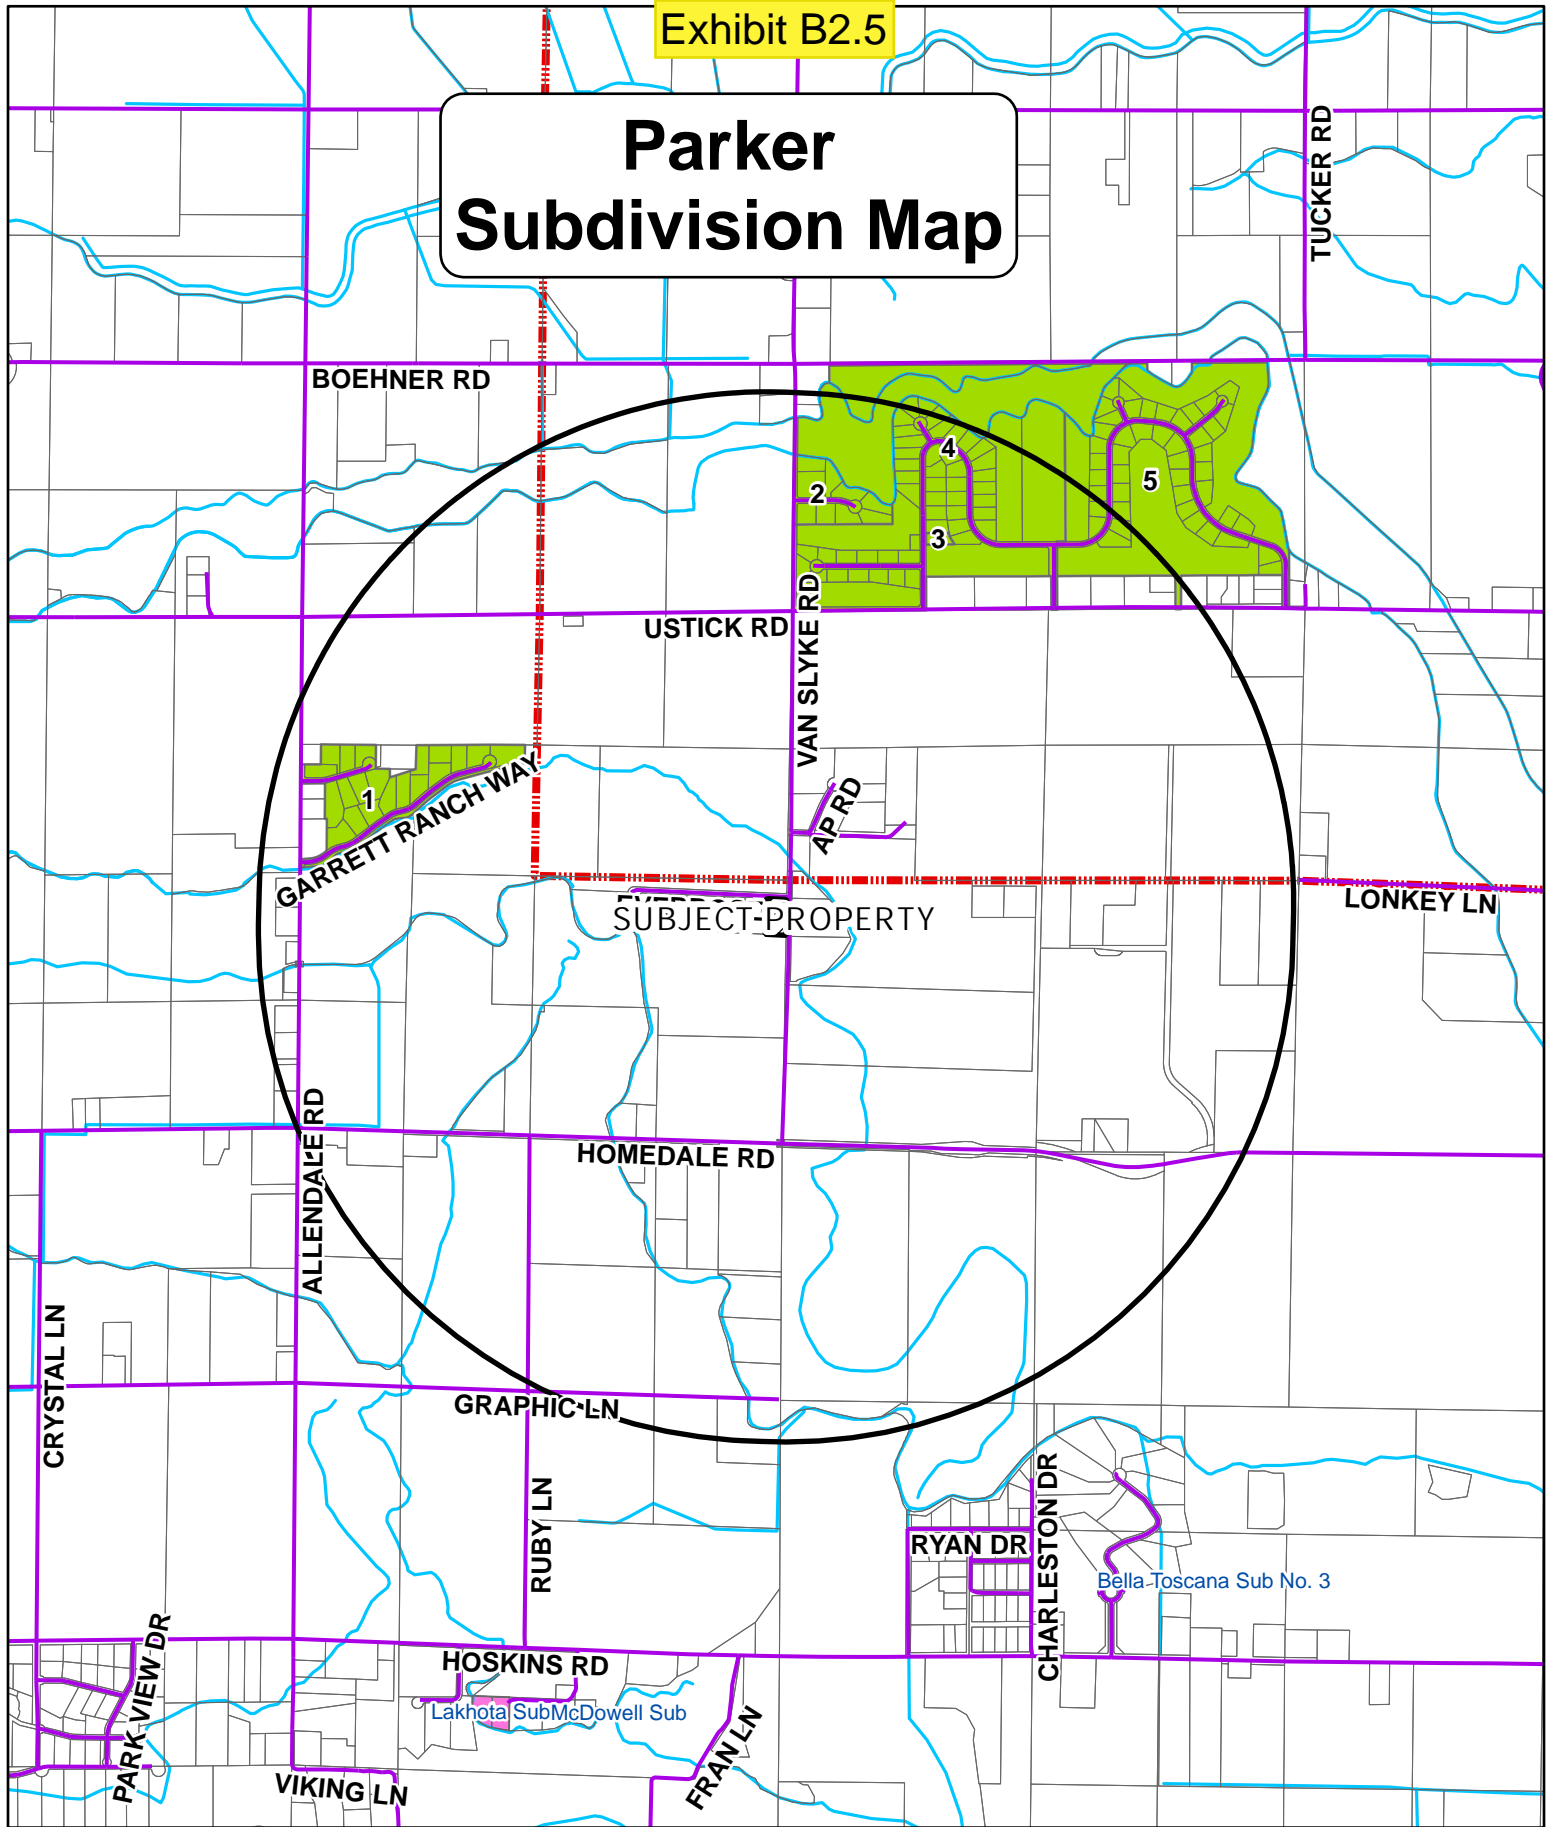 Exhibit B2.5
Parker
Subdivision Map
TUCKER RD
BOEHNER RD
4
5
2
3
USTICK RD
VAN SLYKE RD
1
GARRETT RANCH WAY
AP RD
LONKEY LN
SUBJECT PROPERTY
HOMEDALE RD
ALLENDALE RD
CRYSTAL LN
GRAPHIC LN
RUBY LN
CHARLESTON DR
RYAN DR
Bella Toscana Sub No. 3
PARK VIEW DR
HOSKINS RD
Lakhota Sub
McDowell Sub
FRAN LN
VIKING LN